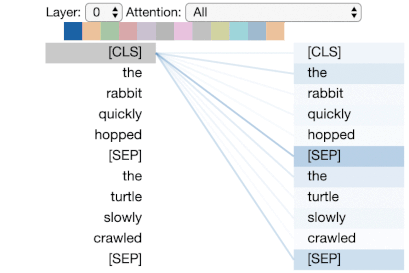 Layer: 0 Attention: All
[CLS] [CLS]
the the
rabbit rabbit
quickly quickly
hopped hopped
[SEP] [SEP]
the the
turtle turtle
slowly slowly
crawled crawled
[SEP] [SEP]